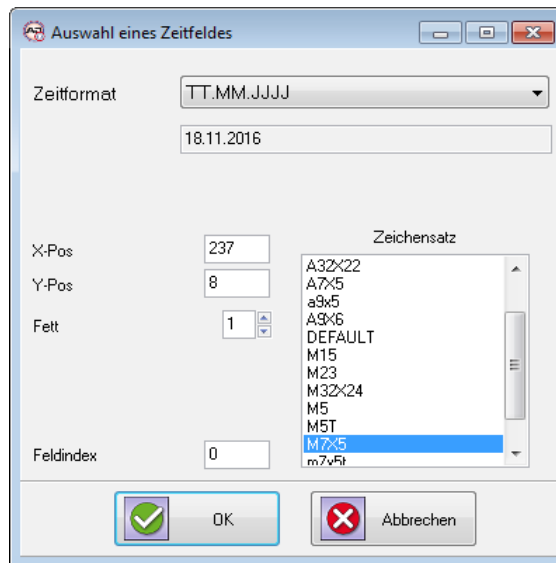 Auswahl eines Zeitfeldes
Zeitformat
TT.MM.JJJJ
18.11.2016
X-Pos
237
Y-Pos
8
Fett
1
Feldindex
0
Zeichensatz
A32X22
A7X5
a9x5
A9X6
DEFAULT
M15
M23
M32X24
M5
M5T
M7X5
m7x5t
OK
Abbrechen